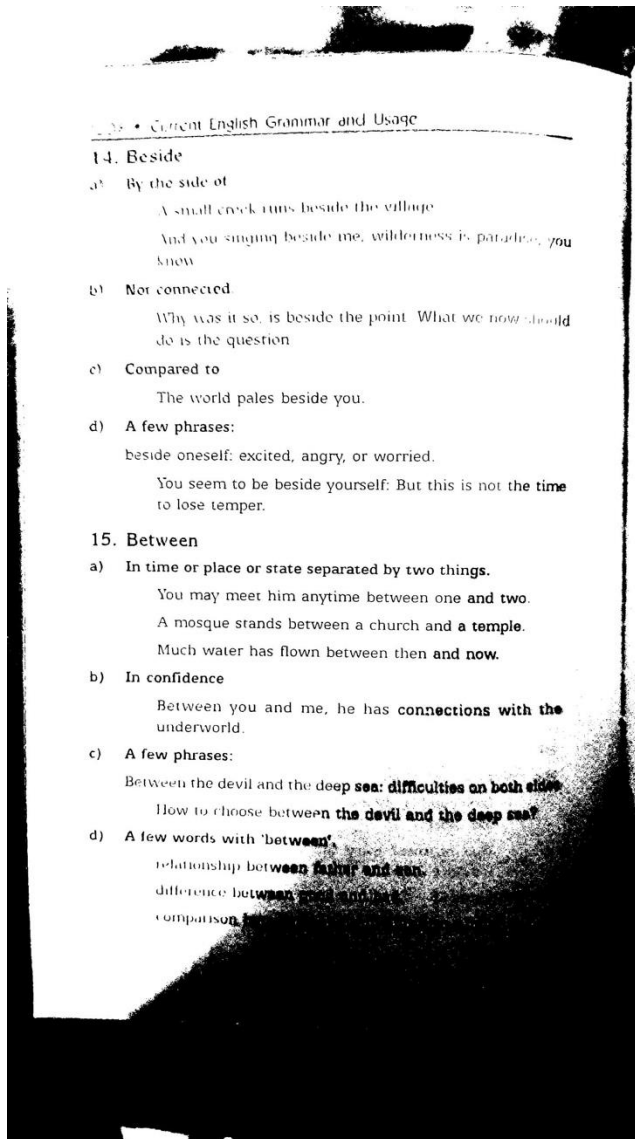 • Current English Grammar and Usage
14. Beside
a) By the side of
A small creek runs beside the village
And you singing beside me, wilderness is paradise, you
know
b) Not connected.
Why was it so, is beside the point. What we now should
do is the question
c) Compared to
The world pales beside you.
d) A few phrases:
beside oneself: excited, angry, or worried.
You seem to be beside yourself: But this is not the time
to lose temper.
15. Between
a) In time or place or state separated by two things.
You may meet him anytime between one and two.
A mosque stands between a church and a temple.
Much water has flown between then and now.
b) In confidence
Between you and me, he has connections with the
underworld.
c) A few phrases:
Between the devil and the deep sea: difficulties on both sides
How to choose between the devil and the deep sea?
d) A few words with 'between'.
relationship between father and son.
difference between good and
comparison